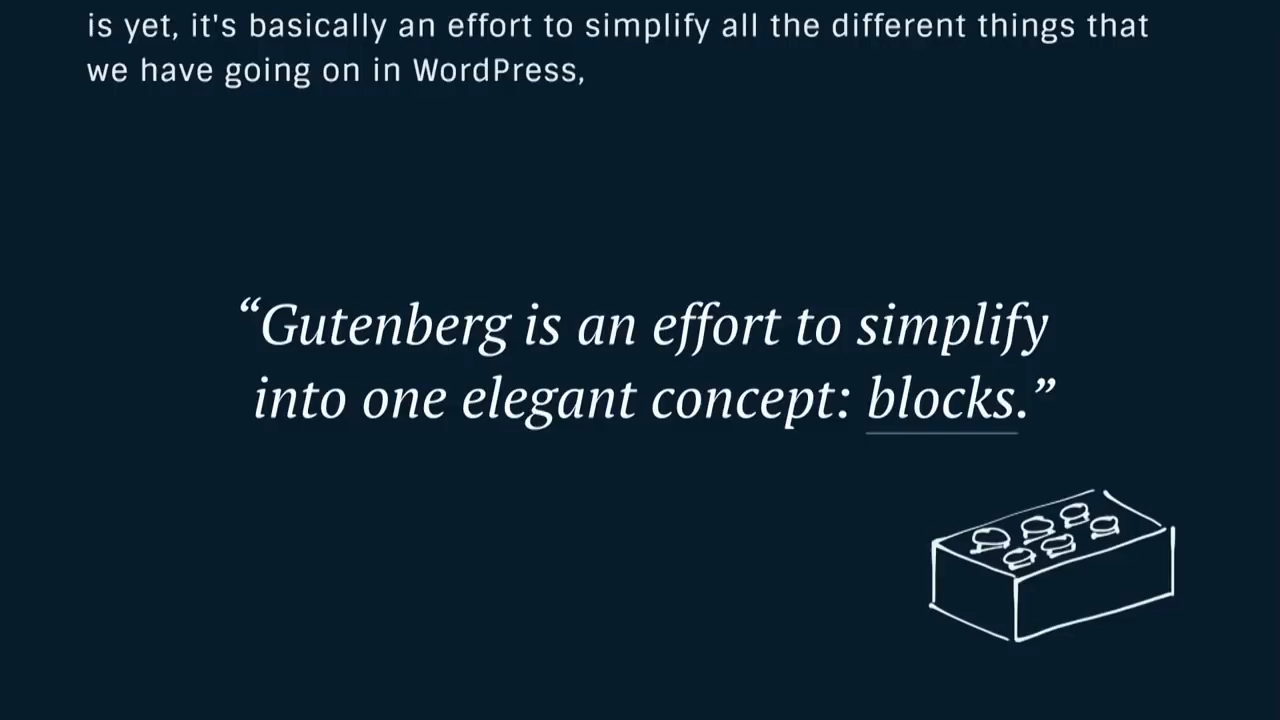 is yet, it's basically an effort to simplify all the different things that
we have going on in WordPress,
“Gutenberg is an effort to simplify
into one elegant concept: blocks.”